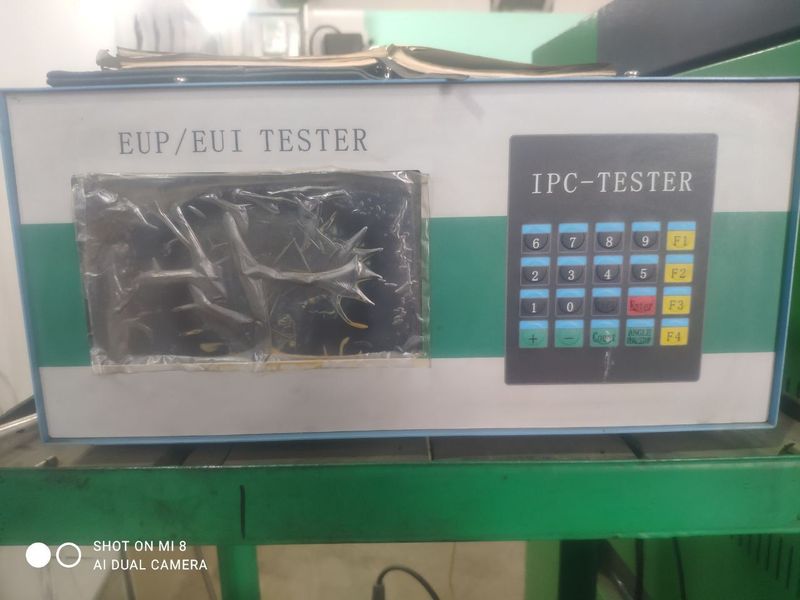 EUP/EUI TESTER
IPC-TESTER
6 7 8 9 F1
2 3 4 5 F2
1 0 Enter F3
+ - ANGLE F4
SHOT ON MI 8
AI DUAL CAMERA